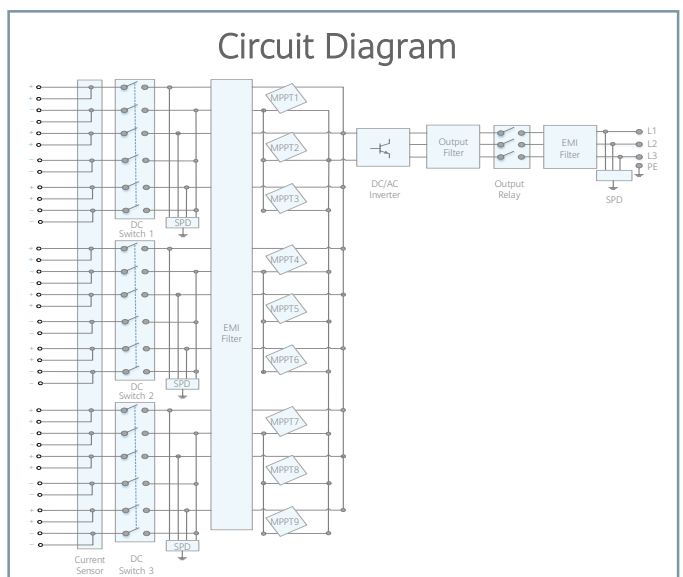 Circuit Diagram
MPPT1
MPPT2
MPPT3
DC
Switch 1
SPD
MPPT4
MPPT5
MPPT6
EMI
Filter
DC
Switch 2
SPD
MPPT7
MPPT8
MPPT9
SPD
Current
Sensor
DC
Switch 3
DC/AC
Inverter
Output
Filter
Output
Relay
EMI
Filter
L1
L2
L3
PE
SPD